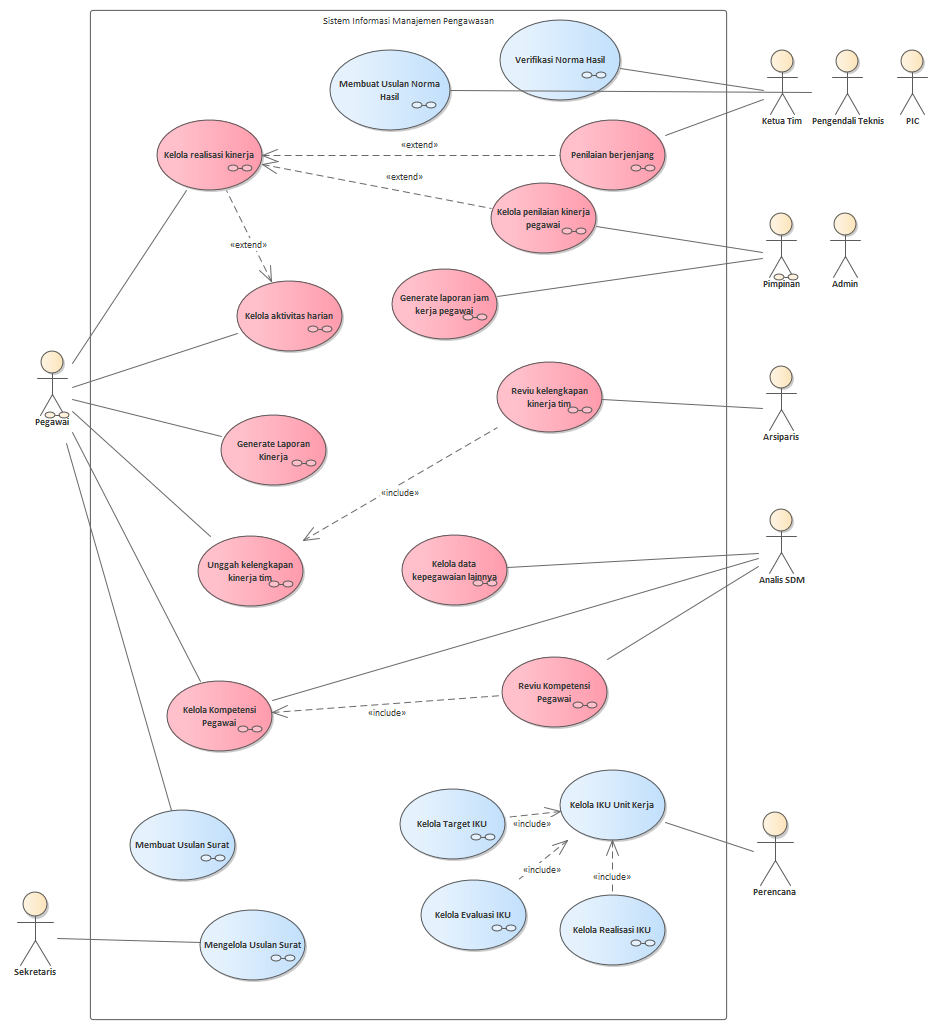 Sistem Informasi Manajemen Pengawasan
Verifikasi Norma Hasil
Membuat Usulan Norma
Hasil
Ketua Tim
Pengendali Teknis
PIC
Kelola realisasi kinerja
«extend»
Penilaian berjenjang
«extend»
Kelola penilaian kinerja
pegawai
«extend»
Pimpinan
Admin
Generate laporan jam
kerja pegawai
Kelola aktivitas harian
Reviu kelengkapan
kinerja tim
Pegawai
Arsiparis
Generate Laporan
Kinerja
«include»
Unggah kelengkapan
kinerja tim
Kelola data
kepegawaian lainnya
Analis SDM
Reviu Kompetensi
Pegawai
Kelola Kompetensi
Pegawai
«include»
Kelola IKU Unit Kerja
Kelola Target IKU
«include»
Membuat Usulan Surat
«include»
«include»
Perencana
Kelola Evaluasi IKU
Kelola Realisasi IKU
Mengelola Usulan Surat
Sekretaris